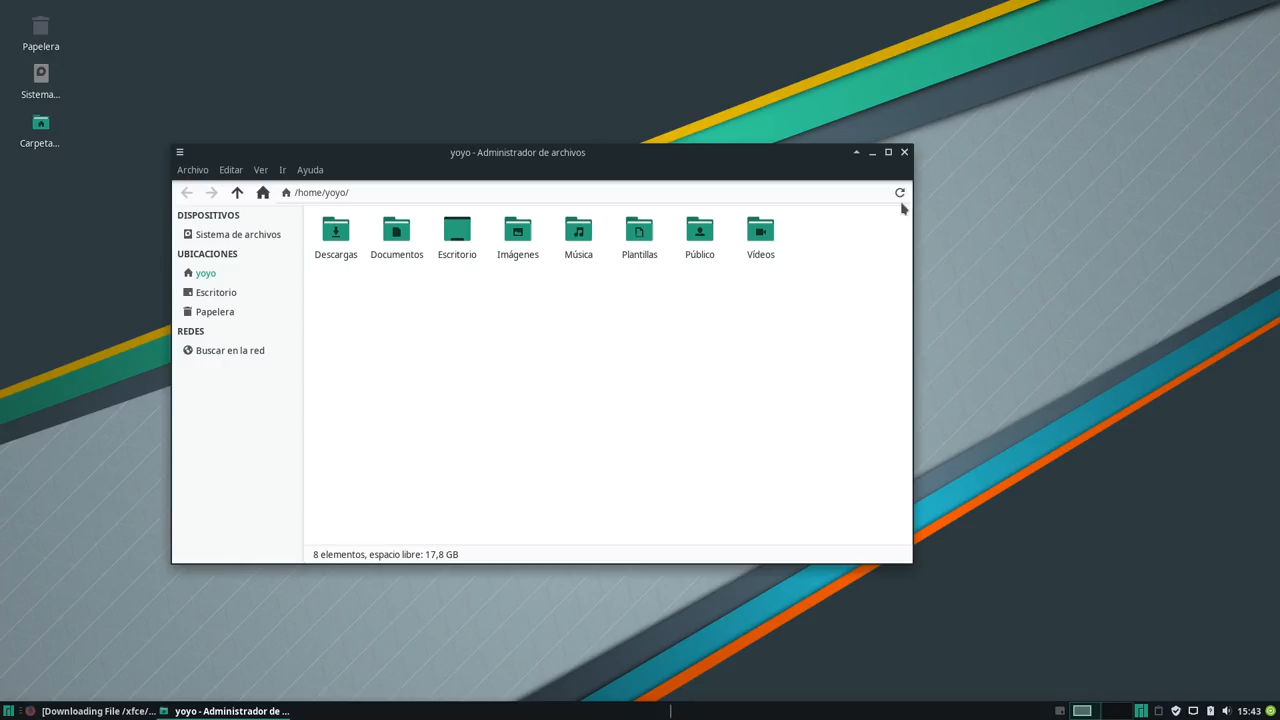 Papelera
Sistema...
Carpeta...
yoyo - Administrador de archivos
Archivo Editar Ver Ir Ayuda
/home/yoyo/
DISPOSITIVOS
Sistema de archivos
UBICACIONES
yoyo
Escritorio
Papelera
REDES
Buscar en la red
Descargas Documentos Escritorio Imágenes Música Plantillas Público Vídeos
8 elementos, espacio libre: 17,8 GB
[Downloading File /xfce/... yoyo - Administrador de ... 15:43